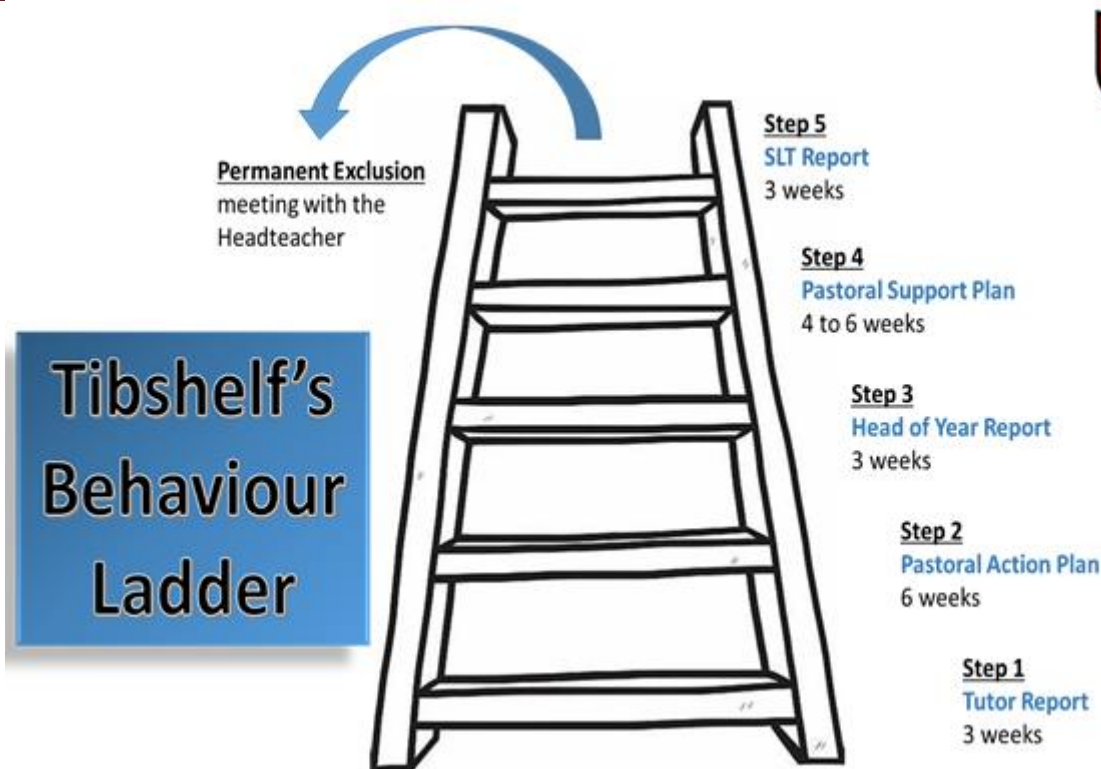 Permanent Exclusion
meeting with the
Headteacher
Tibshelf's
Behaviour
Ladder
Step 5
SLT Report
3 weeks
Step 4
Pastoral Support Plan
4 to 6 weeks
Step 3
Head of Year Report
3 weeks
Step 2
Pastoral Action Plan
6 weeks
Step 1
Tutor Report
3 weeks